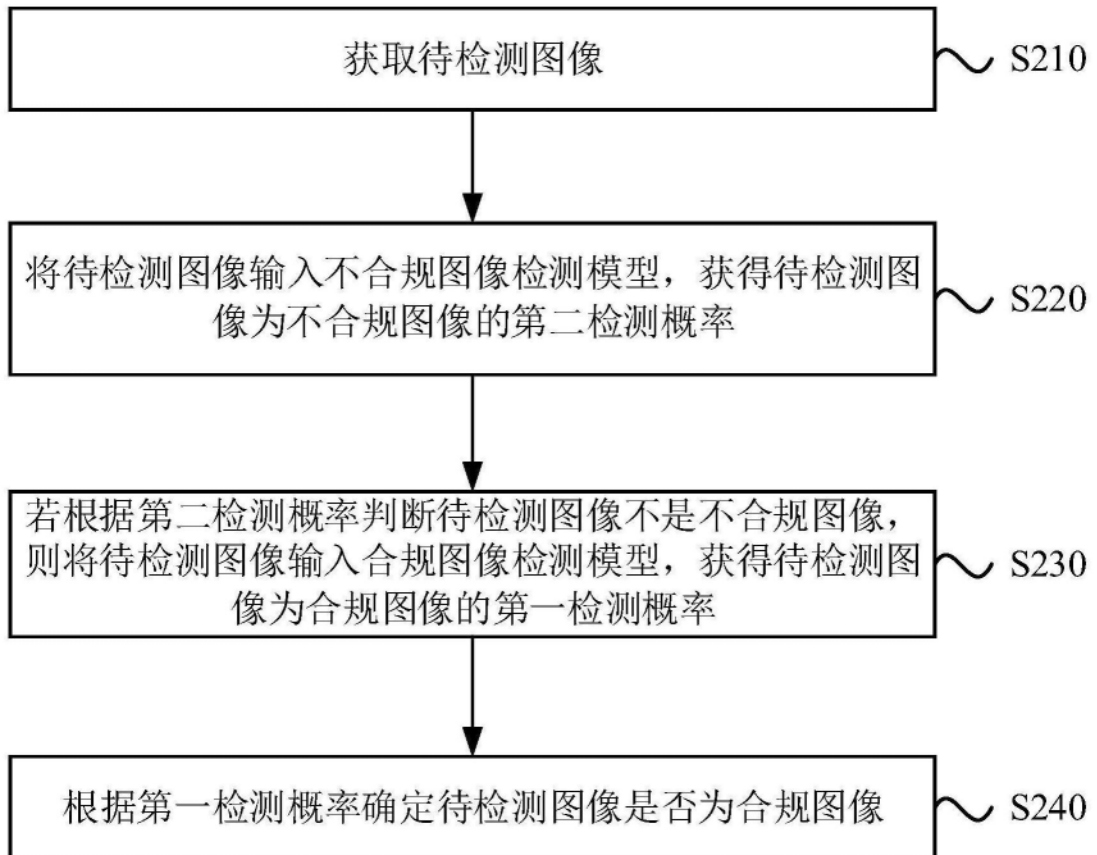 获取待检测图像
S210
将待检测图像输入不合规图像检测模型，获得待检测图
像为不合规图像的第二检测概率
S220
若根据第二检测概率判断待检测图像不是不合规图像，
则将待检测图像输入合规图像检测模型，获得待检测图
像为合规图像的第一检测概率
S230
根据第一检测概率确定待检测图像是否为合规图像
S240